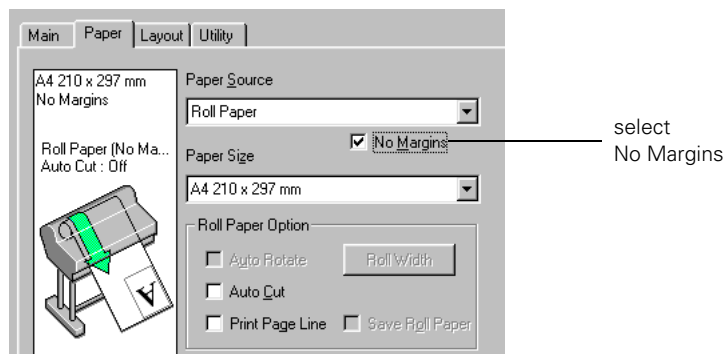 Main Paper Layout Utility
A4 210 x 297 mm
No Margins
Roll Paper (No Ma...
Auto Cut : Off
A
Paper Source
Roll Paper
No Margins
Paper Size
A4 210 x 297 mm
Roll Paper Option
Auto Rotate Roll Width
Auto Cut
Print Page Line Save Roll Paper
select
No Margins